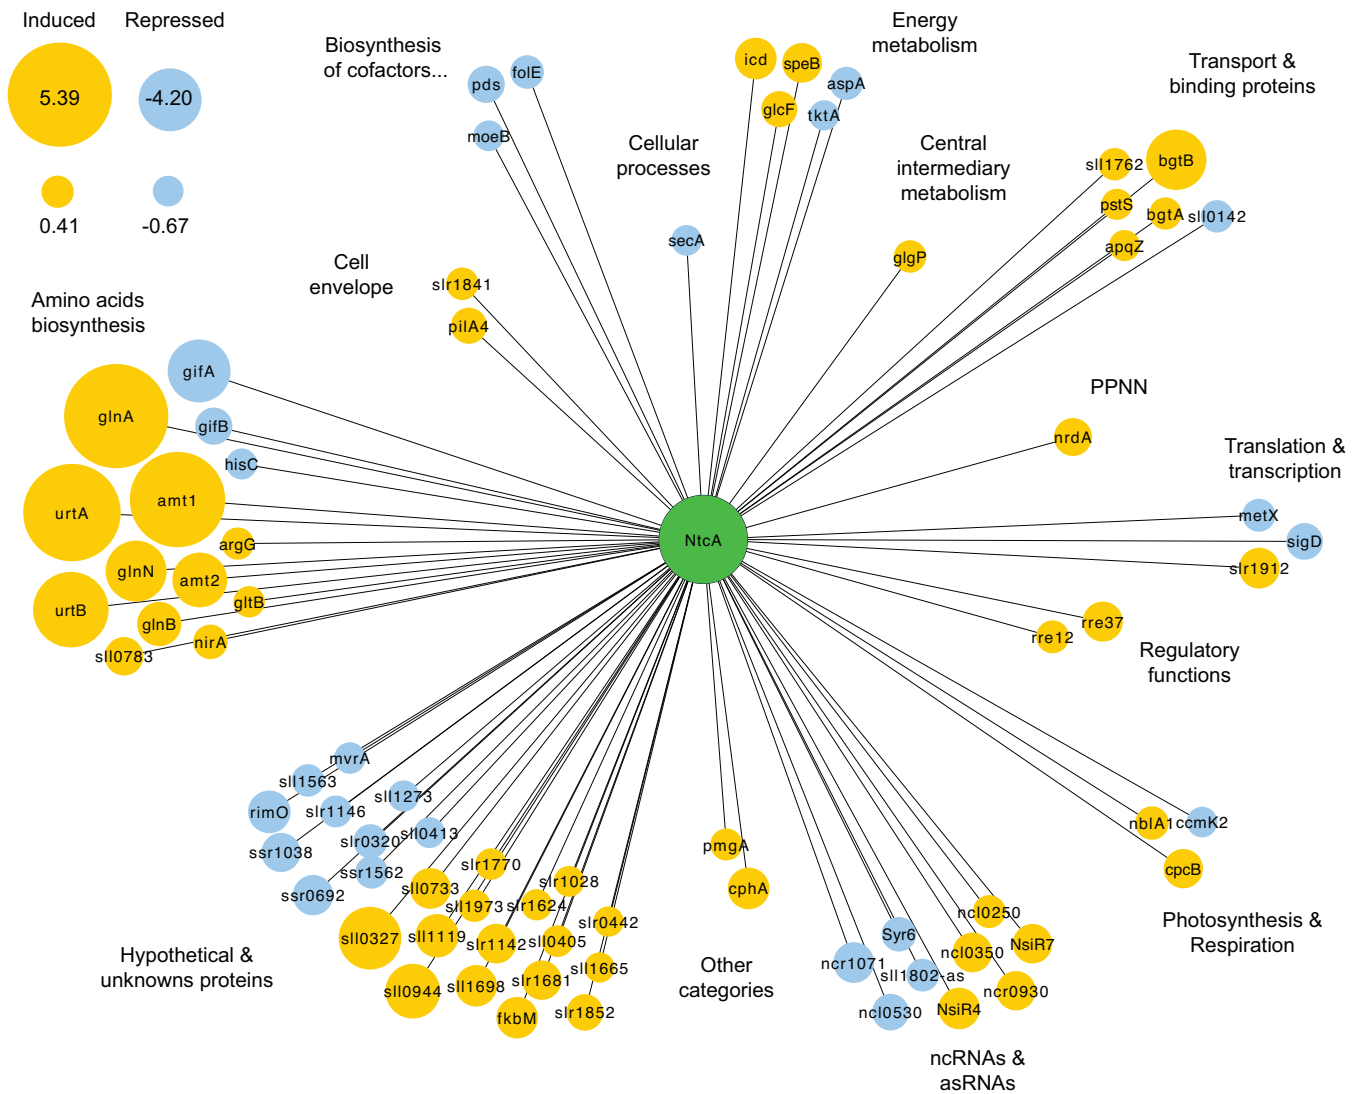 Induced
Repressed
5.39
-4.20
0.41
-0.67
Biosynthesis
of cofactors...
pds
folE
moeB
Cellular
processes
secA
Energy
metabolism
icd
speB
aspA
glcF
tktA
Central
intermediary
metabolism
glgP
Transport &
binding proteins
sll1762
bgtB
pstS
bgtA
sll0142
apqZ
Cell
envelope
slr1841
pilA4
Amino acids
biosynthesis
gifA
glnA
gifB
hisC
urtA
amt1
argG
glnN
amt2
urtB
gltB
glnB
nirA
sll0783
NtcA
PPNN
nrdA
Translation &
transcription
metX
sigD
slr1912
rre37
rre12
Regulatory
functions
mvrA
sll1563
rimO
slr1146
sll1273
ssr1038
slr0320
sll0413
ssr1562
ssr0692
slr1770
sll0733
slr1028
sll1973
slr1624
slr0442
sll0327
sll1119
slr1142
sll0405
sll1665
sll0944
sll1698
slr1681
fkbM
slr1852
Hypothetical &
unknowns proteins
pmgA
cphA
Other
categories
ncl0250
Syr6
NsiR7
ncr1071
ncl0350
sll1802-as
ncr0930
ncl0530
NsiR4
ncRNAs &
asRNAs
nblA1
ccmK2
cpcB
Photosynthesis &
Respiration